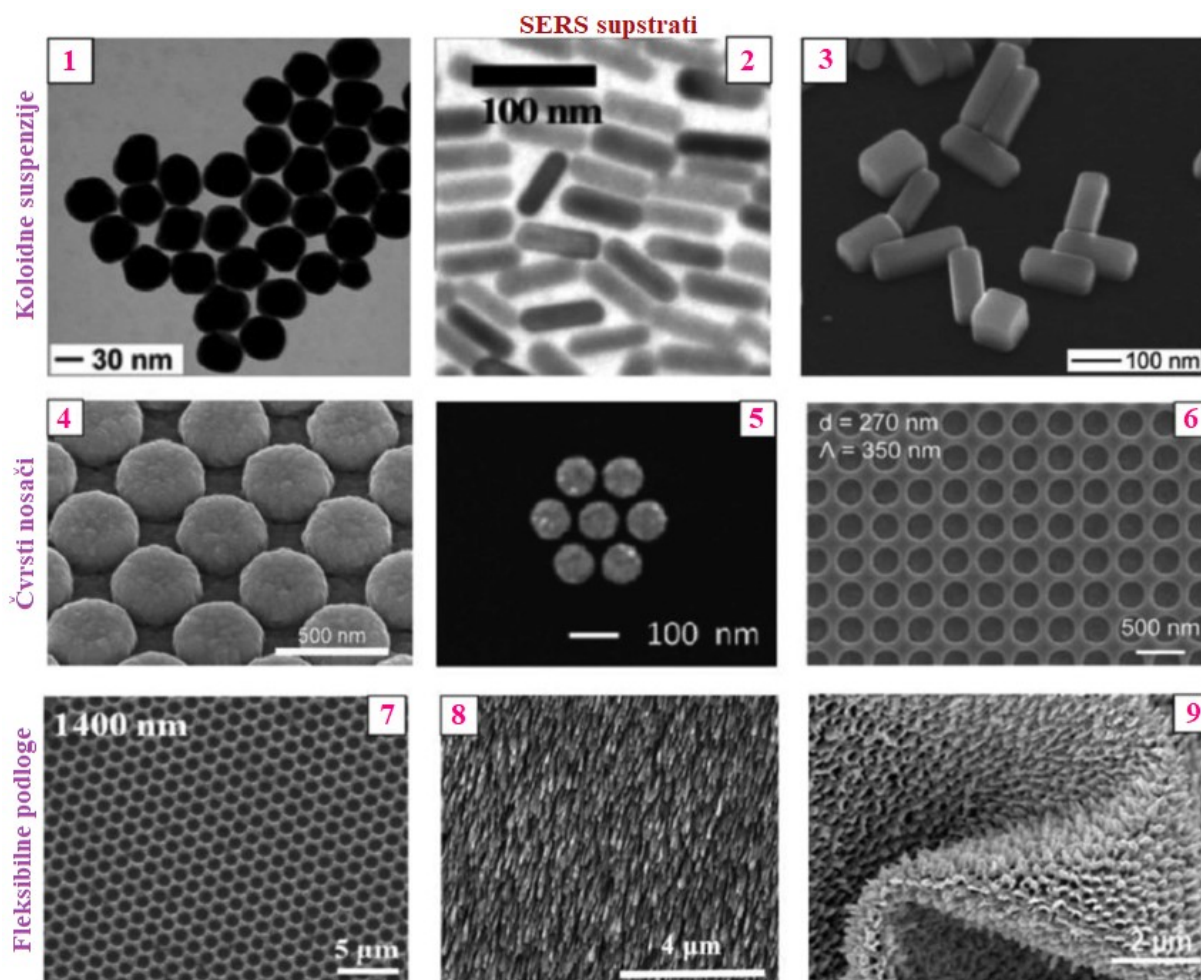 SERS supstrati
Koloidne suspenzije
1
30 nm
2
100 nm
3
100 nm
Čvrsti nosači
4
500 nm
5
100 nm
6
d = 270 nm
Λ = 350 nm
500 nm
Fleksibilne podloge
7
1400 nm
5 µm
8
4 µm
9
2 µm